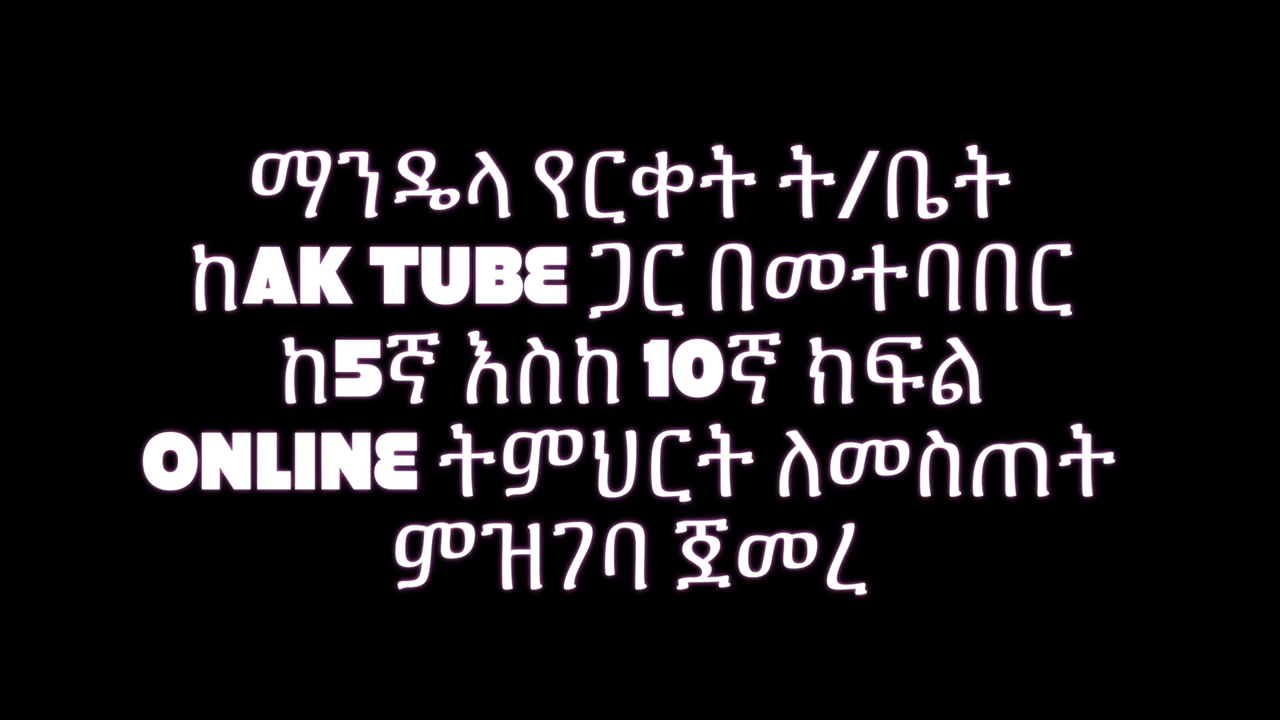 ማንዴላ የርቀት ት/ቤት
ከAK TUBE ጋር በመተባበር
ከ5ኛ እስከ 10ኛ ክፍል
ONLINE ትምህርት ለመስጠት
ምዝገባ ጀመረ